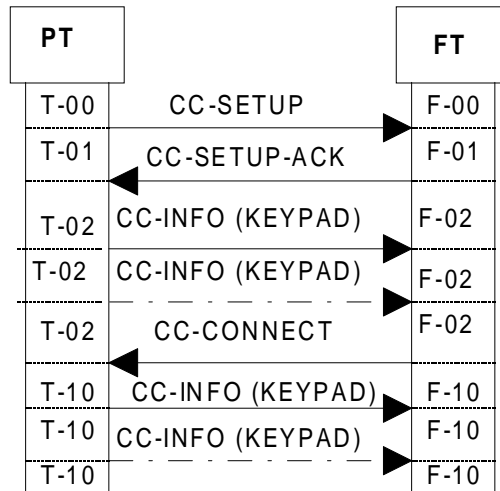 PT FT
T-00 CC-SETUP F-00
T-01 CC-SETUP-ACK F-01
T-02 CC-INFO (KEYPAD) F-02
T-02 CC-INFO (KEYPAD) F-02
T-02 CC-CONNECT F-02
T-10 CC-INFO (KEYPAD) F-10
T-10 CC-INFO (KEYPAD) F-10
T-10 F-10